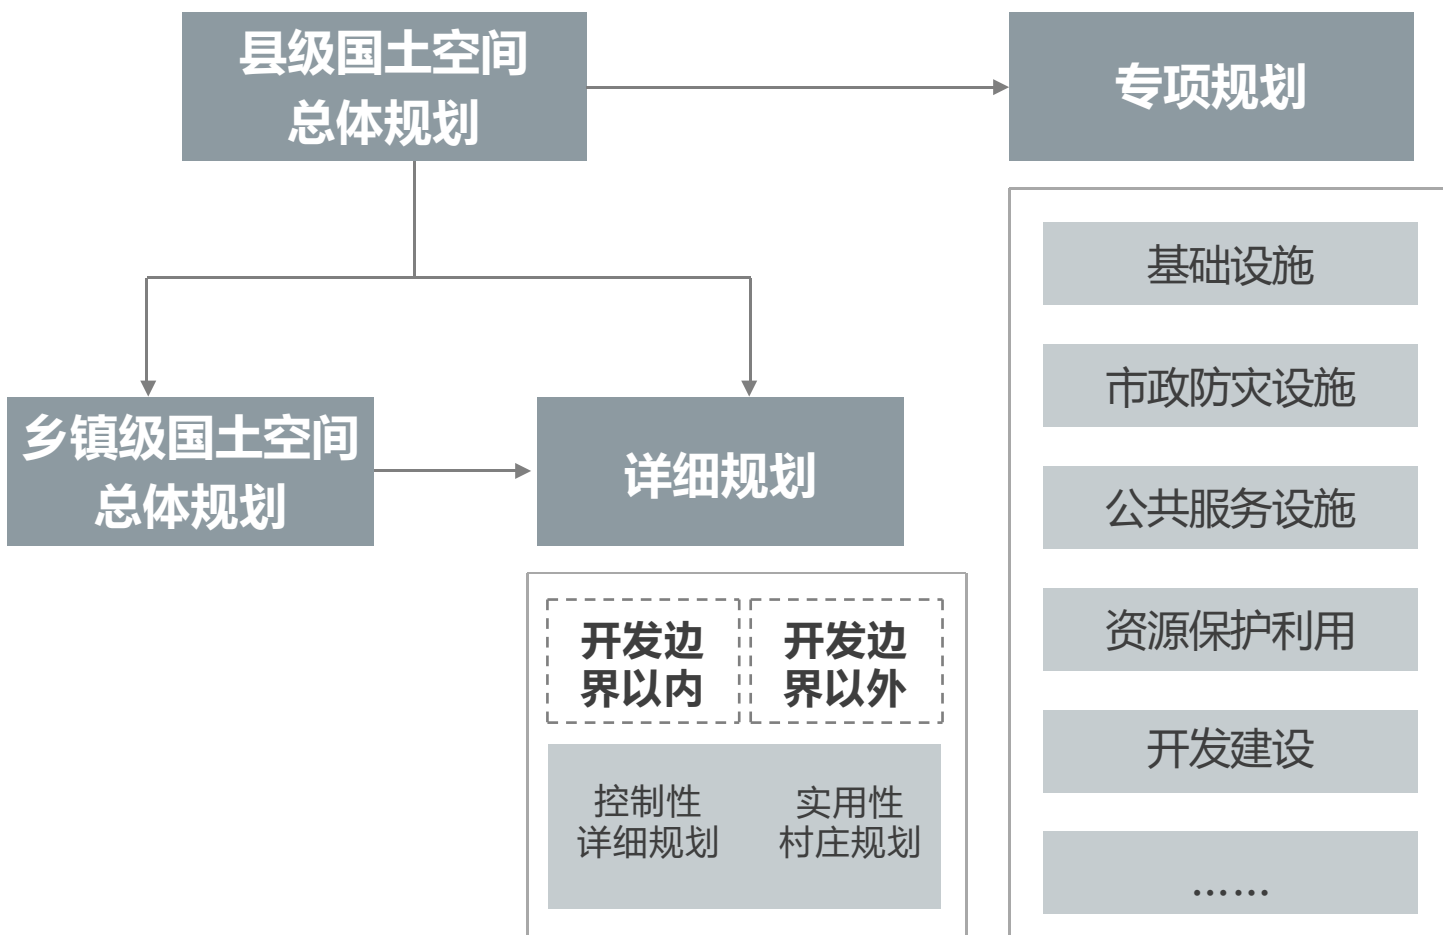 县级国土空间
总体规划
专项规划
乡镇级国土空间
总体规划
详细规划
开发边
界以内
开发边
界以外
控制性
详细规划
实用性
村庄规划
基础设施
市政防灾设施
公共服务设施
资源保护利用
开发建设
……